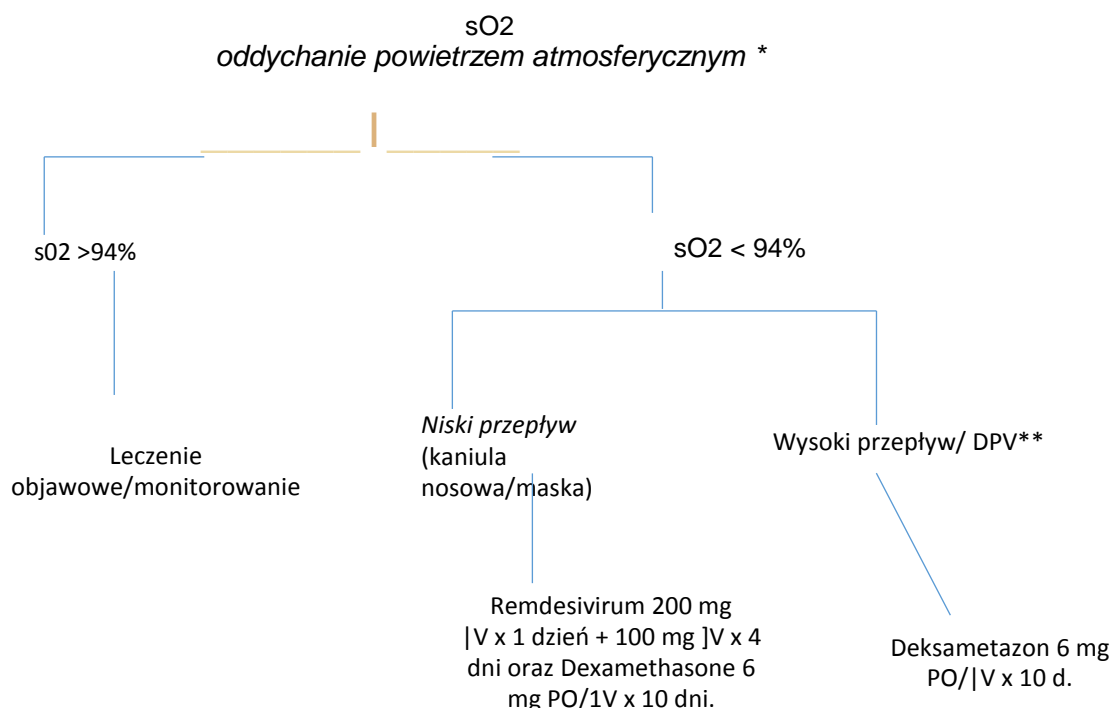 sO2
oddychanie powietrzem atmosferycznym *
s02 >94%
sO2 < 94%
Leczenie
objawowe/monitorowanie
Niski przepływ
(kaniula
nosowa/maska)
Wysoki przepływ/ DPV**
Remdesivirum 200 mg
|V x 1 dzień + 100 mg ]V x 4
dni oraz Dexamethasone 6
mg PO/1V x 10 dni.
Deksametazon 6 mg
PO/|V x 10 d.